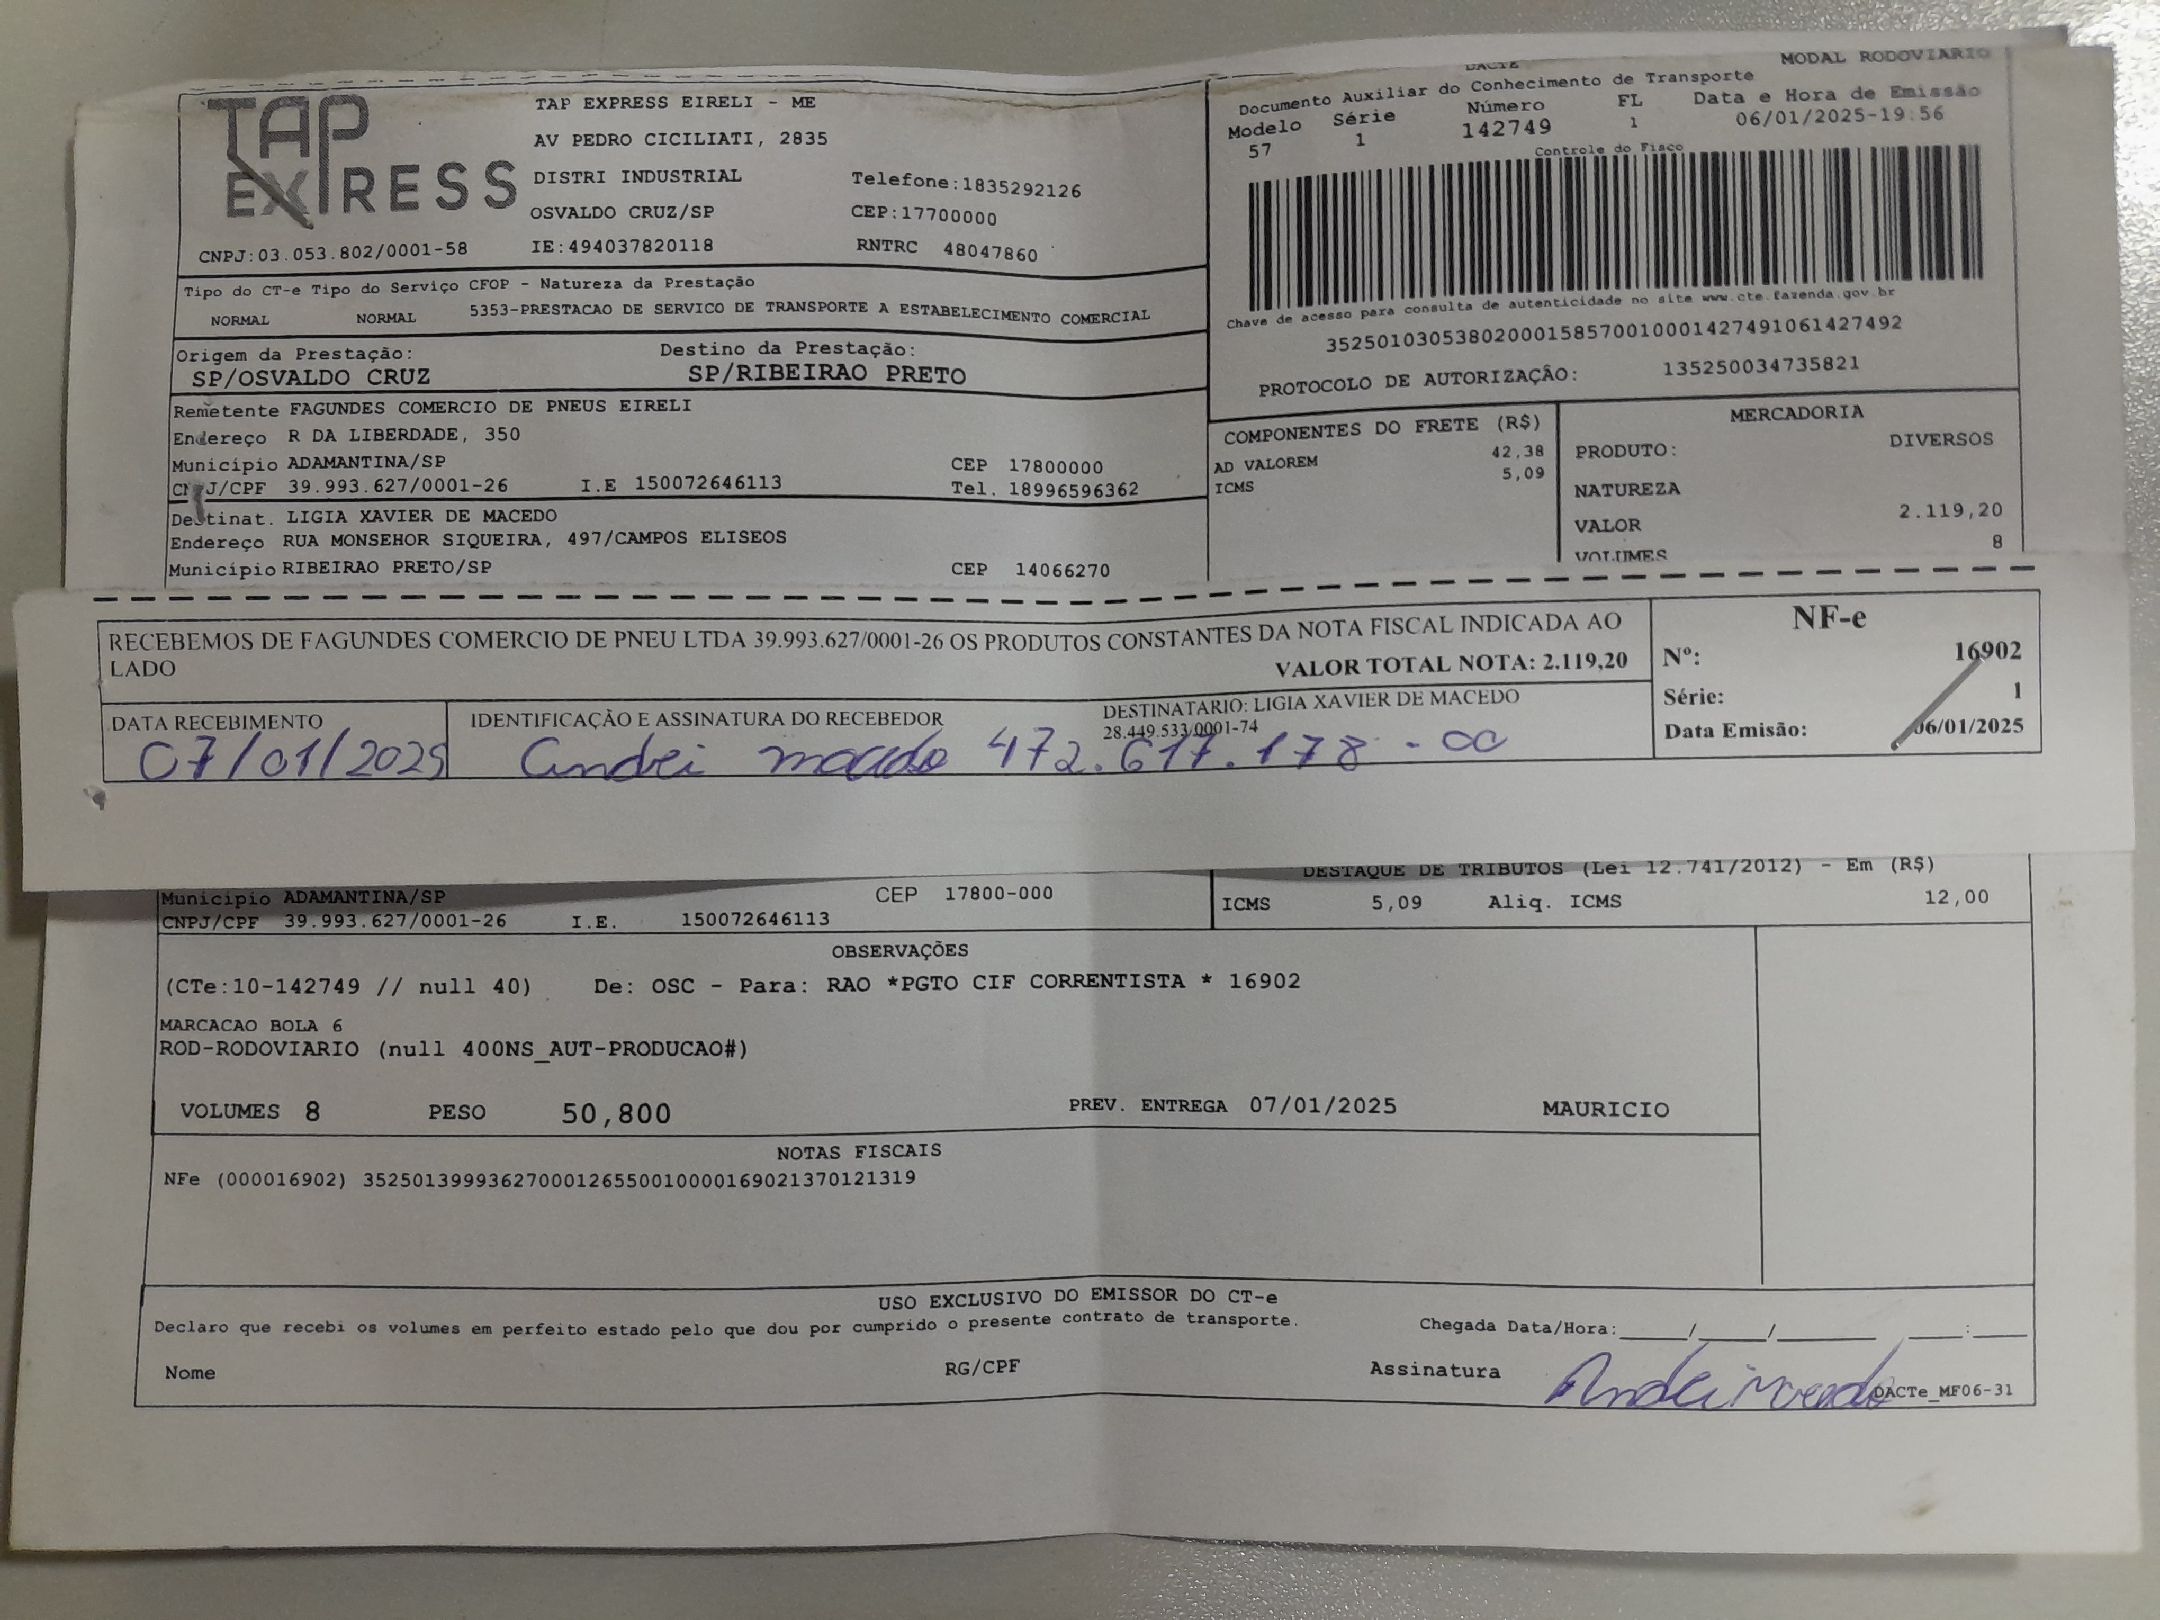 TAP EXPRESS
TAP EXPRESS EIRELI - ME
AV PEDRO CICILIATI, 2835
DISTRI INDUSTRIAL Telefone:1835292126
OSVALDO CRUZ/SP CEP:17700000
CNPJ:03.053.802/0001-58 IE:494037820118 RNTRC 48047860
DACTE MODAL RODOVIARIO
Documento Auxiliar do Conhecimento de Transporte
Modelo Série Número FL Data e Hora de Emissão
57 1 142749 1 06/01/2025-19:56
Controle do Fisco
Chave de acesso para consulta de autenticidade no site www.cte.fazenda.gov.br
35250103053802000158570010001427491061427492
PROTOCOLO DE AUTORIZAÇÃO: 135250034735821
Tipo do CT-e Tipo do Serviço CFOP - Natureza da Prestação
NORMAL NORMAL 5353-PRESTACAO DE SERVICO DE TRANSPORTE A ESTABELECIMENTO COMERCIAL
Origem da Prestação: Destino da Prestação:
SP/OSVALDO CRUZ SP/RIBEIRAO PRETO
Remetente FAGUNDES COMERCIO DE PNEUS EIRELI
Endereço R DA LIBERDADE, 350
Município ADAMANTINA/SP CEP 17800000
CNPJ/CPF 39.993.627/0001-26 I.E 150072646113 Tel. 18996596362
Destinat. LIGIA XAVIER DE MACEDO
Endereço RUA MONSEHOR SIQUEIRA, 497/CAMPOS ELISEOS
Município RIBEIRAO PRETO/SP CEP 14066270
COMPONENTES DO FRETE (R$)
AD VALOREM 42,38
ICMS 5,09
MERCADORIA
PRODUTO: DIVERSOS
NATUREZA
VALOR 2.119,20
VOLUMES 8
RECEBEMOS DE FAGUNDES COMERCIO DE PNEU LTDA 39.993.627/0001-26 OS PRODUTOS CONSTANTES DA NOTA FISCAL INDICADA AO
LADO
VALOR TOTAL NOTA: 2.119,20
DATA RECEBIMENTO IDENTIFICAÇÃO E ASSINATURA DO RECEBEDOR DESTINATARIO: LIGIA XAVIER DE MACEDO
28.449.533/0001-74
07/01/2025 Andrei macedo 472.617.178-00
NF-e
Nº: 16902
Série: 1
Data Emisão: 06/01/2025
Município ADAMANTINA/SP CEP 17800-000
CNPJ/CPF 39.993.627/0001-26 I.E. 150072646113
DESTAQUE DE TRIBUTOS (Lei 12.741/2012) - Em (R$)
ICMS 5,09 Aliq. ICMS 12,00
OBSERVAÇÕES
(CTe:10-142749 // null 40) De: OSC - Para: RAO *PGTO CIF CORRENTISTA * 16902
MARCACAO BOLA 6
ROD-RODOVIARIO (null 400NS_AUT-PRODUCAO#)
VOLUMES 8 PESO 50,800 PREV. ENTREGA 07/01/2025 MAURICIO
NOTAS FISCAIS
NFe (000016902) 35250139993627000126550010000169021370121319
USO EXCLUSIVO DO EMISSOR DO CT-e
Declaro que recebi os volumes em perfeito estado pelo que dou por cumprido o presente contrato de transporte. Chegada Data/Hora:____/____/______ ___:___
Nome RG/CPF Assinatura Andrei Macedo
DACTe_MF06-31